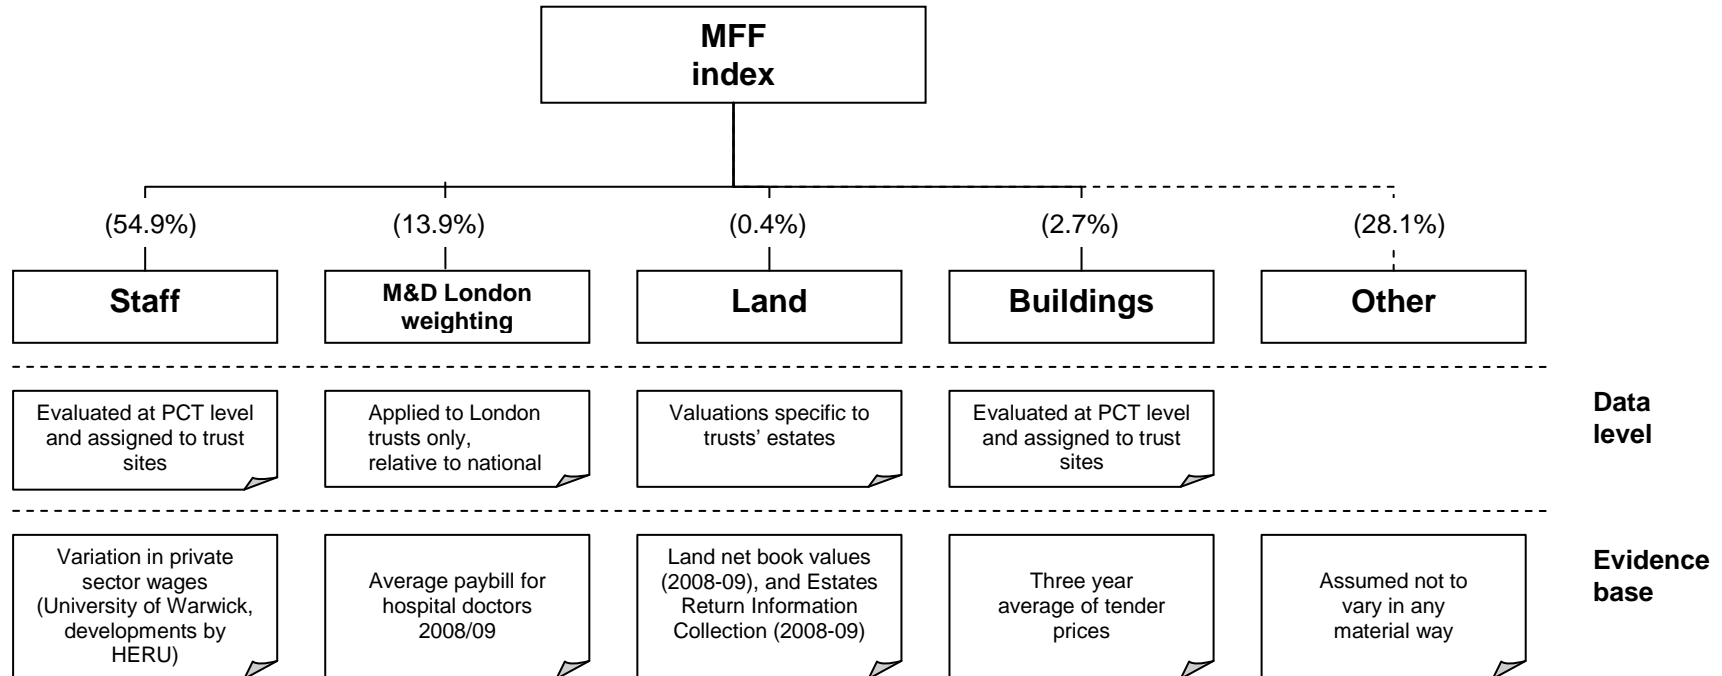 MFF
index
(54.9%)
(13.9%)
(0.4%)
(2.7%)
(28.1%)
Staff
M&D London
weighting
Land
Buildings
Other
Evaluated at PCT level
and assigned to trust
sites
Applied to London
trusts only,
relative to national
Valuations specific to
trusts’ estates
Evaluated at PCT level
and assigned to trust
sites
Data
level
Variation in private
sector wages
(University of Warwick,
developments by
HERU)
Average paybill for
hospital doctors
2008/09
Land net book values
(2008-09), and Estates
Return Information
Collection (2008-09)
Three year
average of tender
prices
Assumed not to
vary in any
material way
Evidence
base